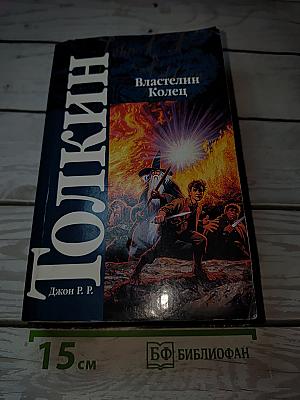 Властелин
Колец
ТОЛКИН
Джон Р. Р.
15 см
БФ БИБЛИОФАН